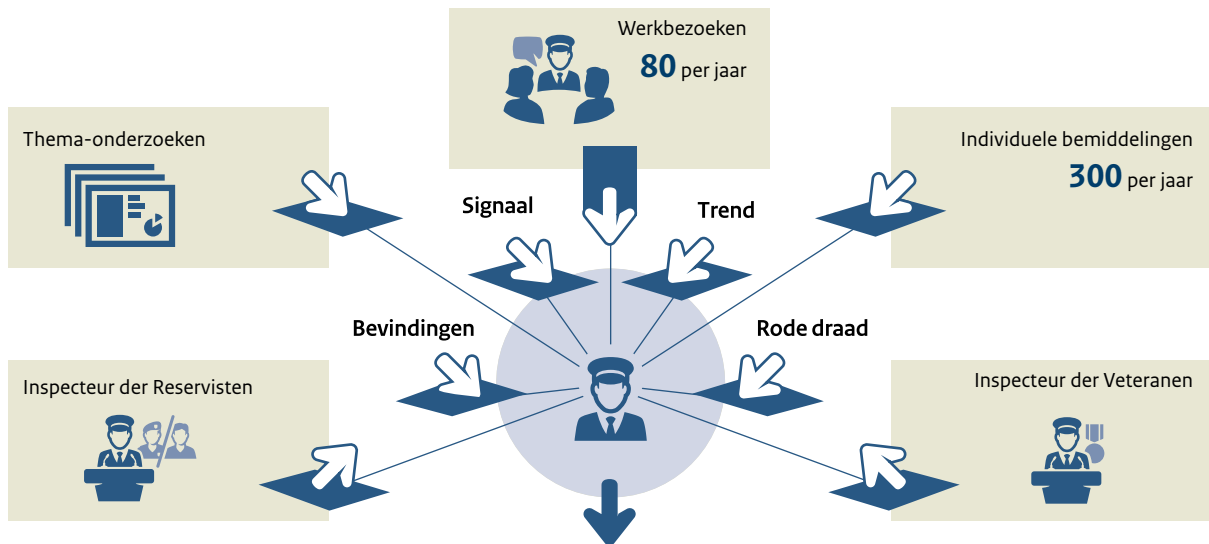 Werkbezoeken
80 per jaar
Thema-onderzoeken
Individuele bemiddelingen
300 per jaar
Signaal
Trend
Bevindingen
Rode draad
Inspecteur der Reservisten
Inspecteur der Veteranen